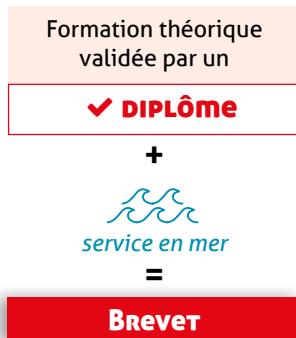 Formation théorique
validée par un
✔ DIPLôme
+
service en mer
=
BreveT